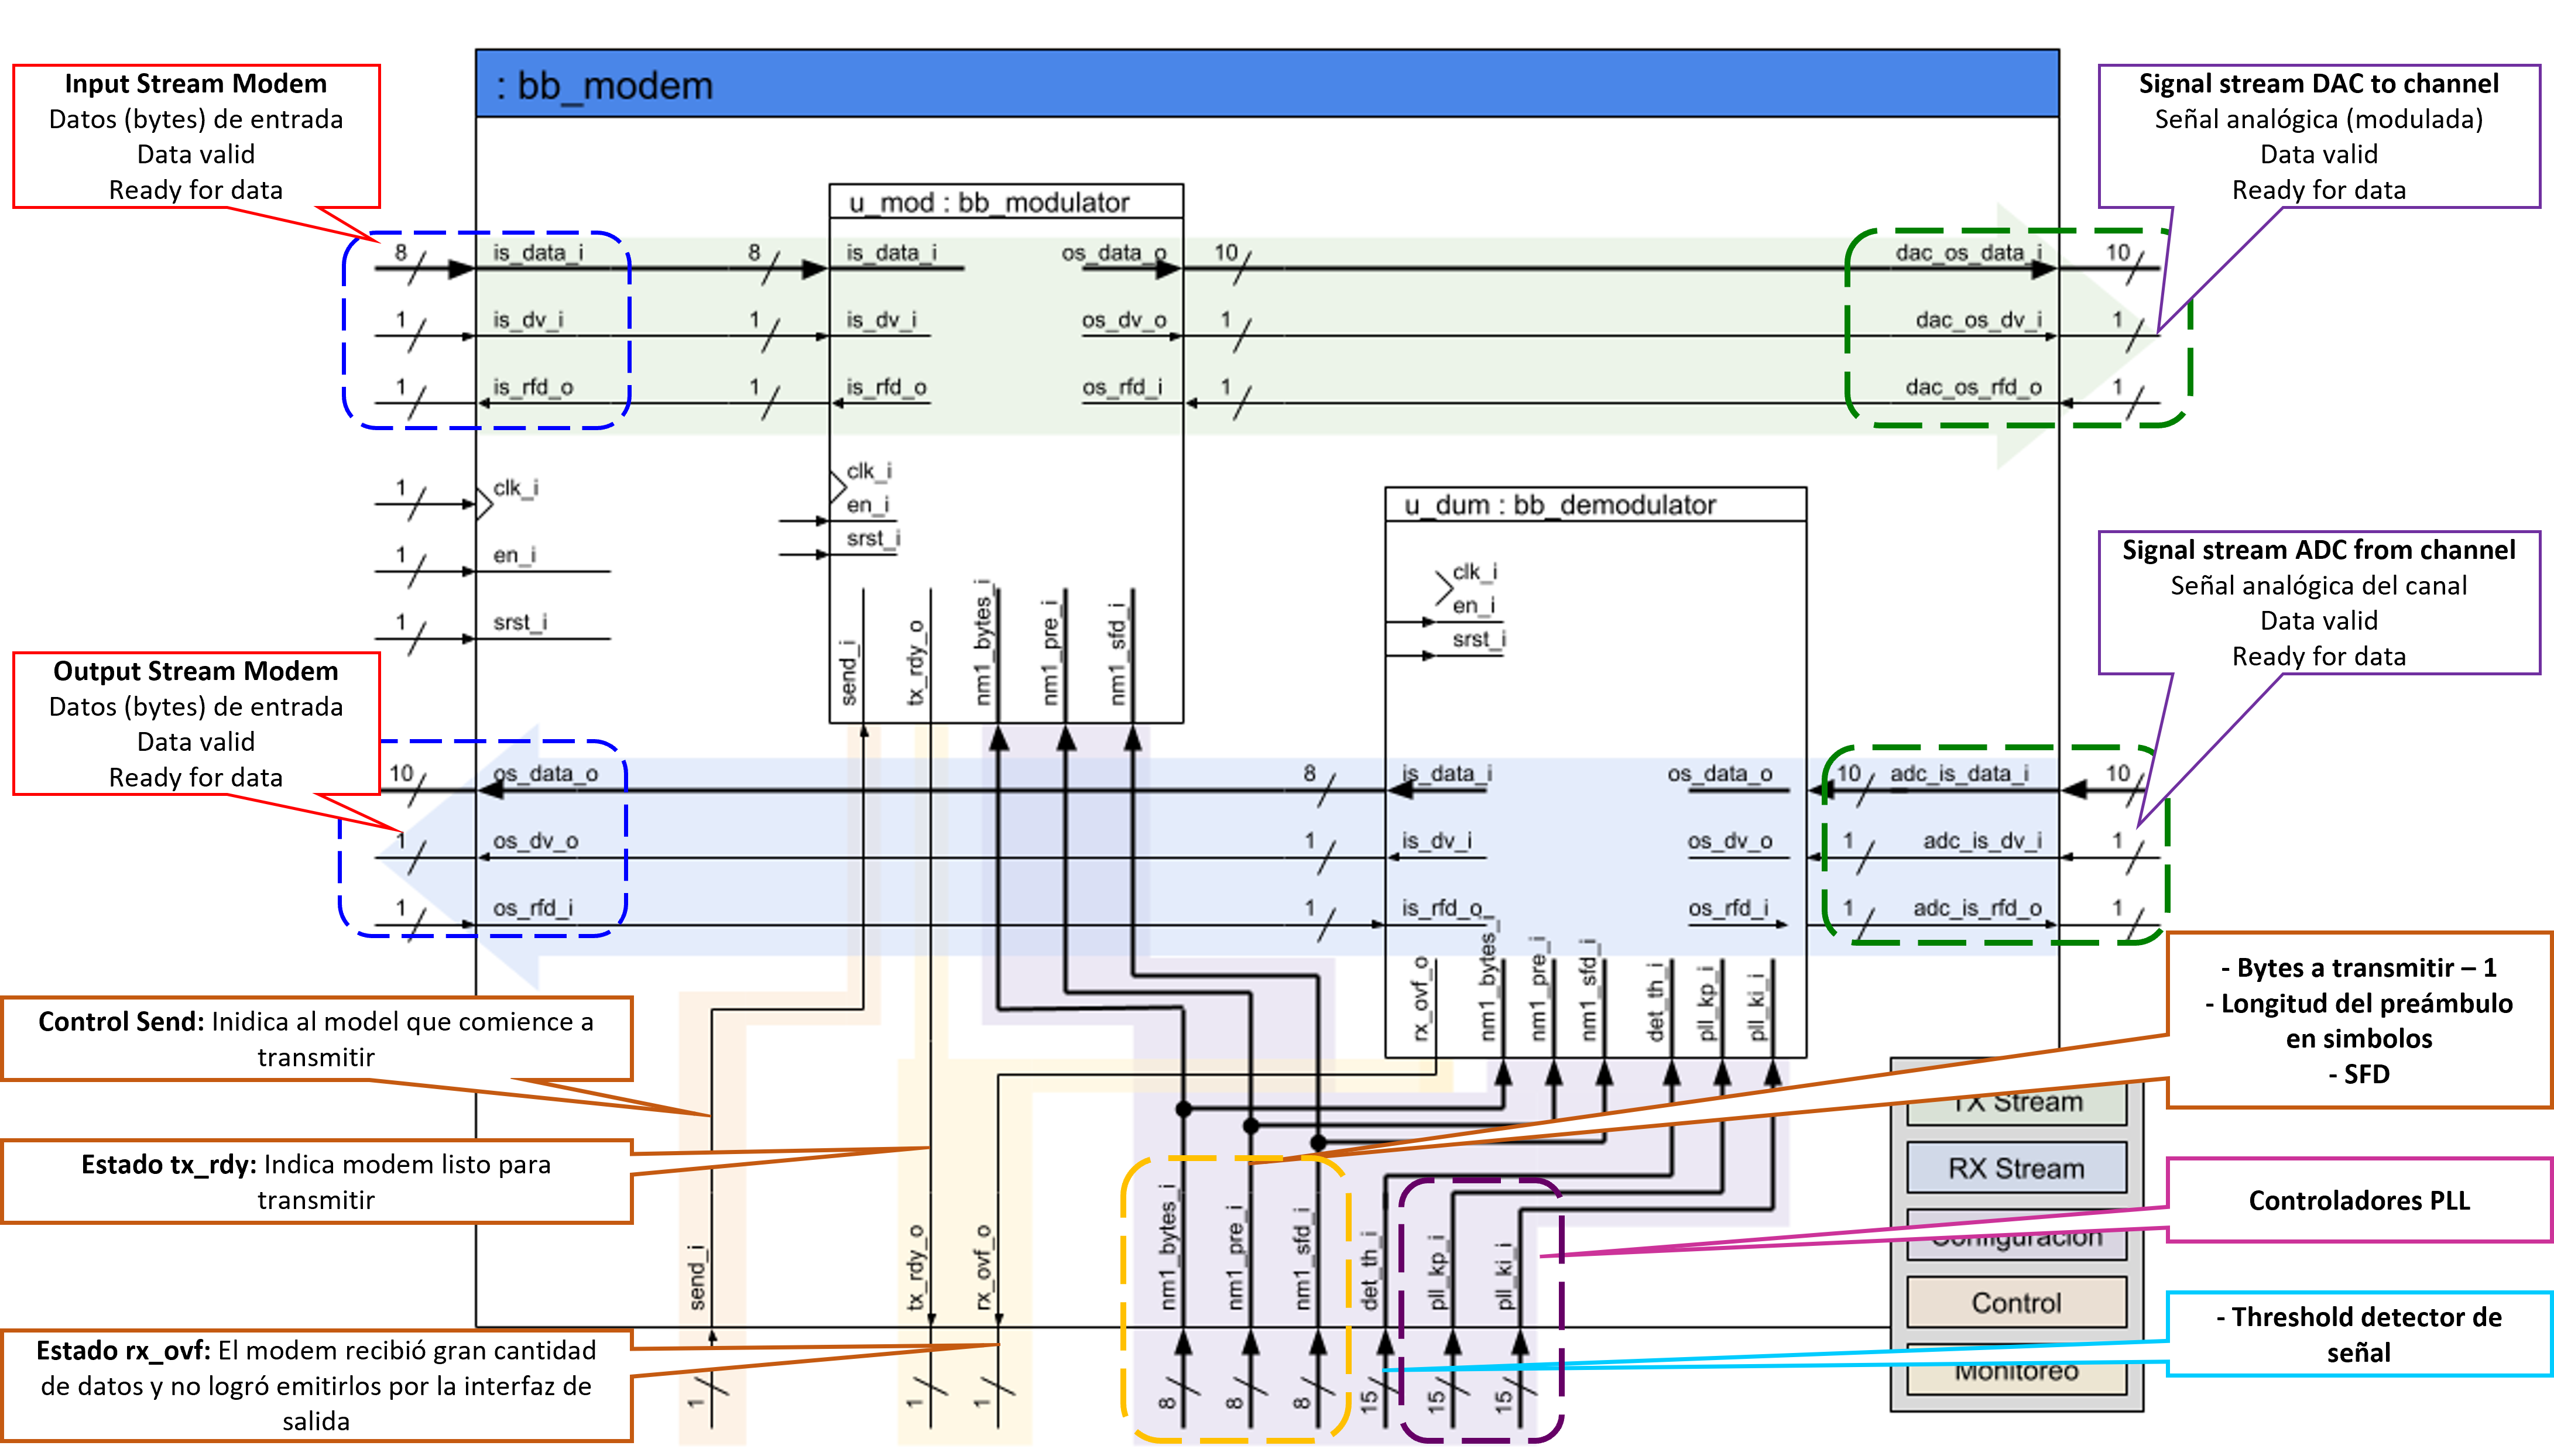 : bb_modem
Input Stream Modem
Datos (bytes) de entrada
Data valid
Ready for data
Signal stream DAC to channel
Señal analógica (modulada)
Data valid
Ready for data
u_mod : bb_modulator
8 is_data_i 8 is_data_i os_data_o 10 dac_os_data_i 10
1 is_dv_i 1 is_dv_i os_dv_o 1 dac_os_dv_i 1
1 is_rfd_o 1 is_rfd_o os_rfd_i 1 dac_os_rfd_o 1
clk_i
en_i
srst_i
1 clk_i
1 en_i
1 srst_i
send_i
tx_rdy_o
nm1_bytes_i
nm1_pre_i
nm1_sfd_i
u_dum : bb_demodulator
clk_i
en_i
srst_i
Signal stream ADC from channel
Señal analógica del canal
Data valid
Ready for data
Output Stream Modem
Datos (bytes) de entrada
Data valid
Ready for data
10 os_data_o 8 is_data_i os_data_o 10 adc_is_data_i 10
1 os_dv_o 1 is_dv_i os_dv_o 1 adc_is_dv_i 1
1 os_rfd_i 1 is_rfd_o os_rfd_i 1 adc_is_rfd_o 1
rx_ovf_o
nm1_bytes_
nm1_pre_i
nm1_sfd_i
det_th_i
pll_kp_i
pll_ki_i
- Bytes a transmitir – 1
- Longitud del preámbulo
en simbolos
- SFD
Control Send: Inidica al model que comience a
transmitir
Estado tx_rdy: Indica modem listo para
transmitir
Estado rx_ovf: El modem recibió gran cantidad
de datos y no logró emitirlos por la interfaz de
salida
send_i
tx_rdy_o
rx_ovf_o
nm1_bytes_i
nm1_pre_i
nm1_sfd_i
det_th_i
pll_kp_i
pll_ki_i
1
1
1
8
8
8
15
15
15
TX Stream
RX Stream
Configuración
Control
Monitoreo
Controladores PLL
- Threshold detector de
señal